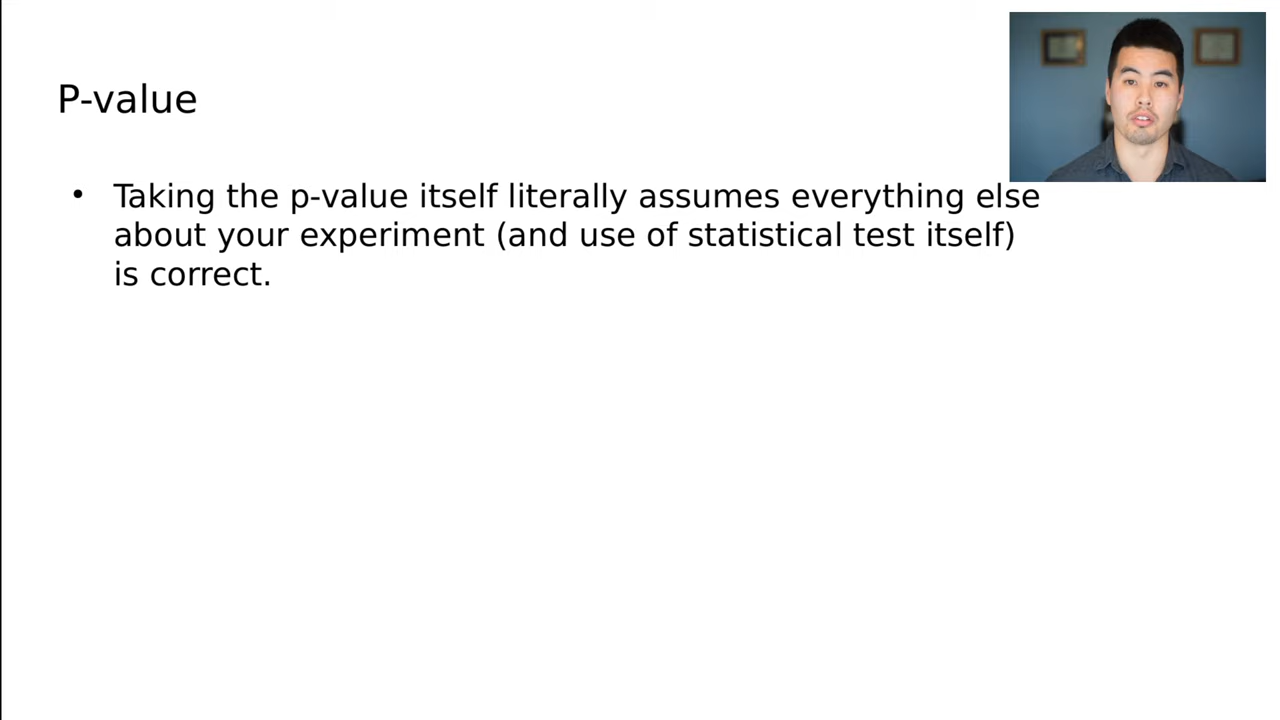 P-value
• Taking the p-value itself literally assumes everything else
about your experiment (and use of statistical test itself)
is correct.